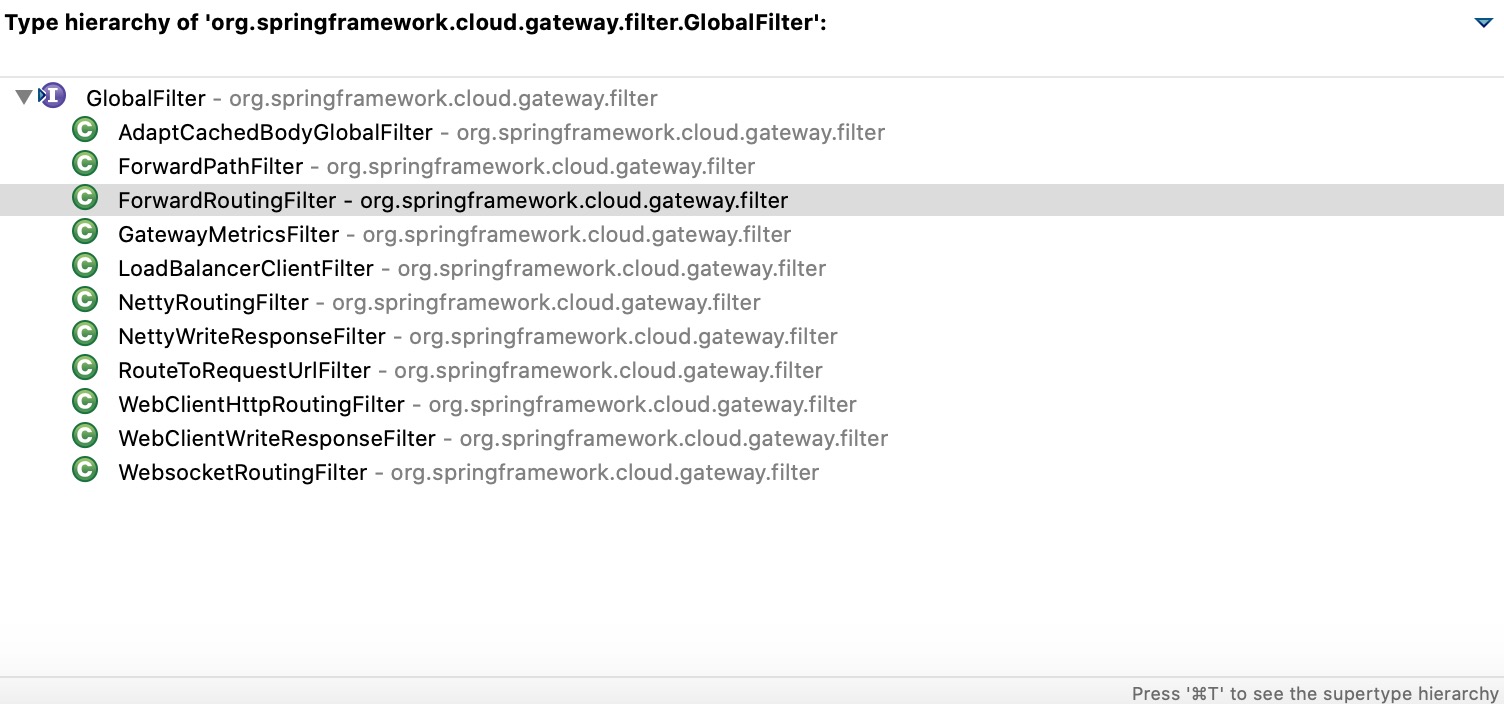 Type hierarchy of 'org.springframework.cloud.gateway.filter.GlobalFilter':
GlobalFilter - org.springframework.cloud.gateway.filter
AdaptCachedBodyGlobalFilter - org.springframework.cloud.gateway.filter
ForwardPathFilter - org.springframework.cloud.gateway.filter
ForwardRoutingFilter - org.springframework.cloud.gateway.filter
GatewayMetricsFilter - org.springframework.cloud.gateway.filter
LoadBalancerClientFilter - org.springframework.cloud.gateway.filter
NettyRoutingFilter - org.springframework.cloud.gateway.filter
NettyWriteResponseFilter - org.springframework.cloud.gateway.filter
RouteToRequestUrlFilter - org.springframework.cloud.gateway.filter
WebClientHttpRoutingFilter - org.springframework.cloud.gateway.filter
WebClientWriteResponseFilter - org.springframework.cloud.gateway.filter
WebsocketRoutingFilter - org.springframework.cloud.gateway.filter
Press '⌘T' to see the supertype hierarchy